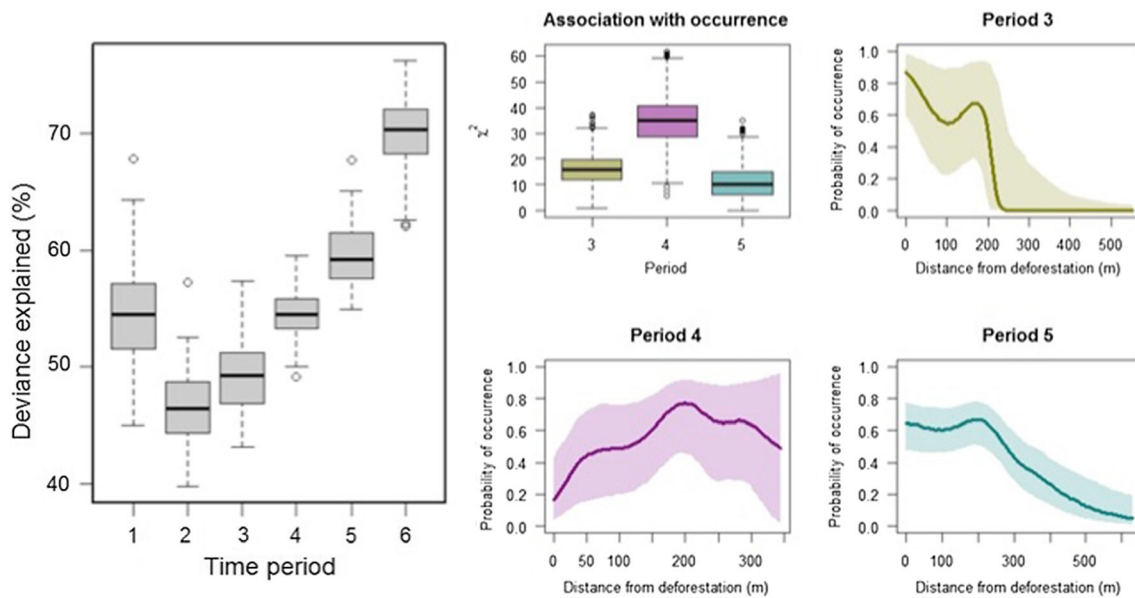 Deviance explained (%)
70
60
50
40
1 2 3 4 5 6
Time period
Association with occurrence
χ²
60
50
40
30
20
10
0
3 4 5
Period
Period 3
Probability of occurrence
1.0
0.8
0.6
0.4
0.2
0.0
0 100 200 300 400 500
Distance from deforestation (m)
Period 4
Probability of occurrence
1.0
0.8
0.6
0.4
0.2
0.0
0 50 100 200 300
Distance from deforestation (m)
Period 5
Probability of occurrence
1.0
0.8
0.6
0.4
0.2
0.0
0 100 300 500
Distance from deforestation (m)